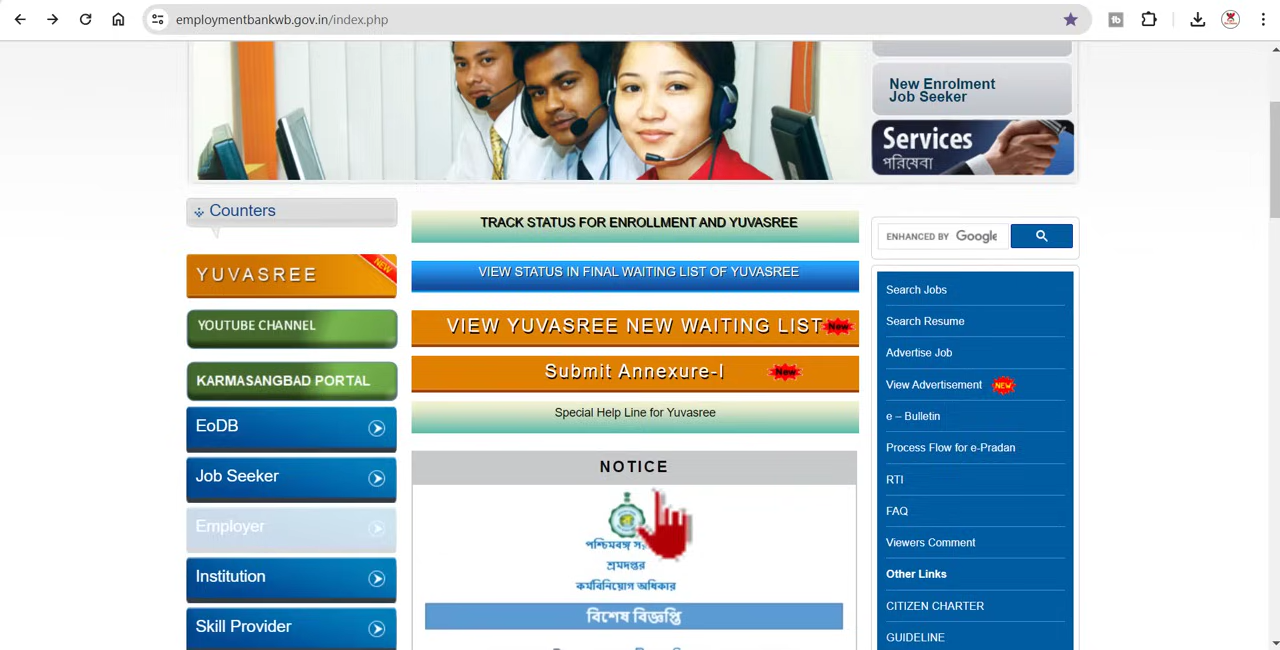 employmentbankwb.gov.in/index.php
New Enrolment
Job Seeker
Services
পরিষেবা
Counters
YUVASREE
NEW
YOUTUBE CHANNEL
KARMASANGBAD PORTAL
EoDB
Job Seeker
Employer
Institution
Skill Provider
TRACK STATUS FOR ENROLLMENT AND YUVASREE
VIEW STATUS IN FINAL WAITING LIST OF YUVASREE
VIEW YUVASREE NEW WAITING LIST New
Submit Annexure-I New
Special Help Line for Yuvasree
NOTICE
পশ্চিমবঙ্গ
শ্রমদপ্তর
কর্মবিনিয়োগ অধিকার
বিশেষ বিজ্ঞপ্তি
ENHANCED BY Google
Search Jobs
Search Resume
Advertise Job
View Advertisement NEW
e – Bulletin
Process Flow for e-Pradan
RTI
FAQ
Viewers Comment
Other Links
CITIZEN CHARTER
GUIDELINE